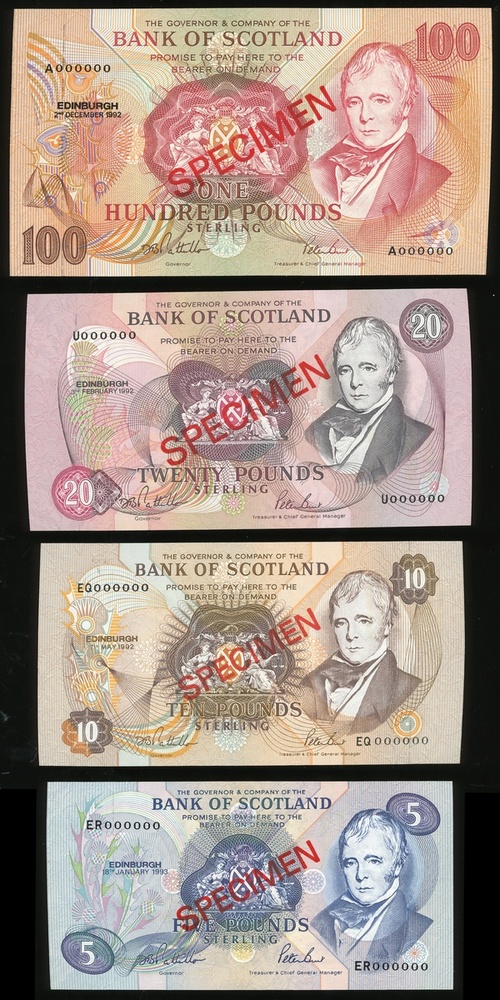 THE GOVERNOR & COMPANY OF THE
BANK OF SCOTLAND
100
PROMISE TO PAY HERE TO THE
BEARER ON DEMAND
A000000
EDINBURGH
2ND DECEMBER 1992
SPECIMEN
ONE
HUNDRED POUNDS
STERLING
100
Governor
Treasurer & Chief General Manager
A000000
THE GOVERNOR & COMPANY OF THE
BANK OF SCOTLAND
20
U000000
PROMISE TO PAY HERE TO THE
BEARER ON DEMAND
EDINBURGH
3RD FEBRUARY 1992
SPECIMEN
TWENTY POUNDS
STERLING
20
Governor
Treasurer & Chief General Manager
U000000
THE GOVERNOR & COMPANY OF THE
BANK OF SCOTLAND
10
EQ000000
PROMISE TO PAY HERE TO THE
BEARER ON DEMAND
EDINBURGH
MAY 1992
SPECIMEN
TEN POUNDS
STERLING
10
Governor
Treasurer & Chief General Manager
EQ000000
THE GOVERNOR & COMPANY OF THE
BANK OF SCOTLAND
5
ER000000
PROMISE TO PAY HERE TO THE
BEARER ON DEMAND
EDINBURGH
18TH JANUARY 1993
SPECIMEN
FIVE POUNDS
STERLING
5
Governor
Treasurer & Chief General Manager
ER000000